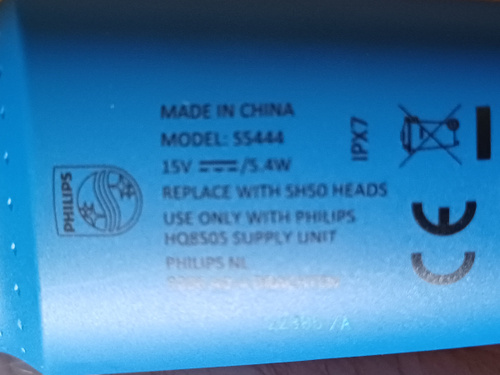 MADE IN CHINA
MODEL: S5444
15V /5.4W
REPLACE WITH SH50 HEADS
USE ONLY WITH PHILIPS
HQ8505 SUPPLY UNIT
PHILIPS NL
IPX7
CE
PHILIPS